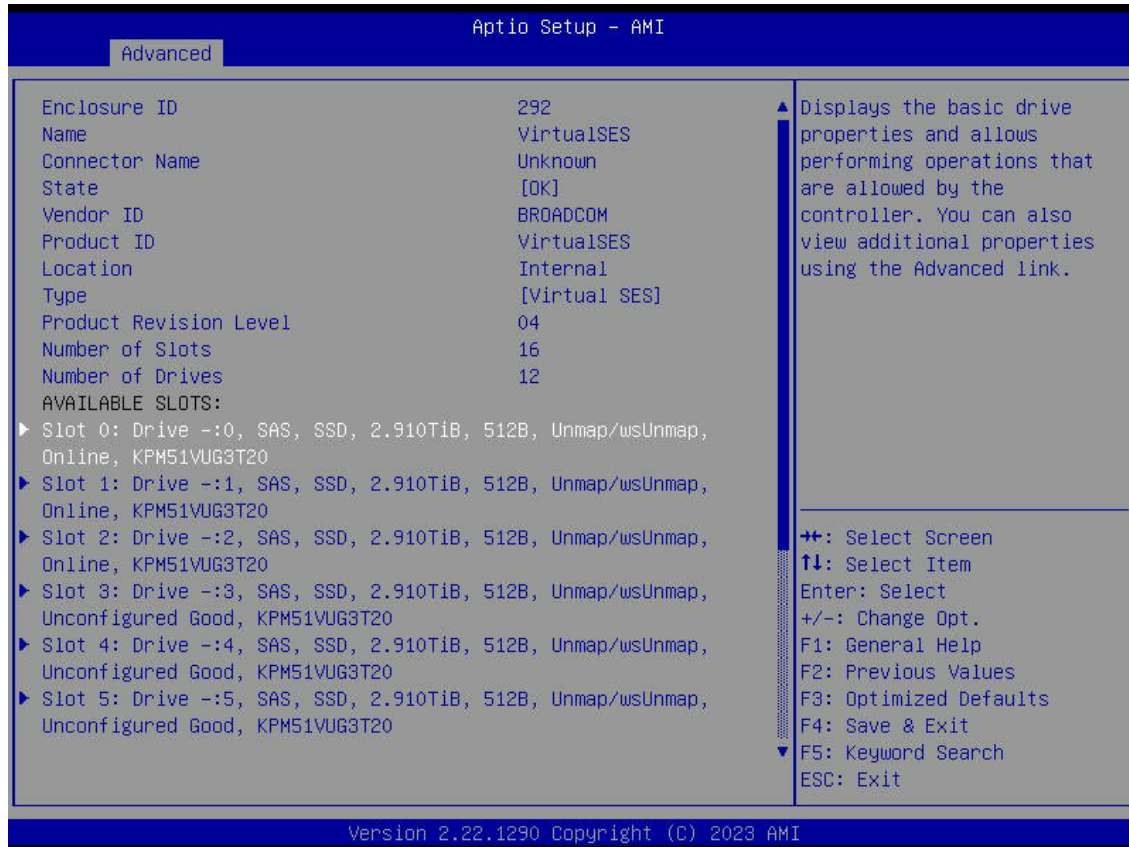 Aptio Setup – AMI
Advanced
Enclosure ID 292
Name VirtualSES
Connector Name Unknown
State [OK]
Vendor ID BROADCOM
Product ID VirtualSES
Location Internal
Type [Virtual SES]
Product Revision Level 04
Number of Slots 16
Number of Drives 12
AVAILABLE SLOTS:
Slot 0: Drive -:0, SAS, SSD, 2.910TiB, 512B, Unmap/wsUnmap,
Online, KPM51VUG3T20
Slot 1: Drive -:1, SAS, SSD, 2.910TiB, 512B, Unmap/wsUnmap,
Online, KPM51VUG3T20
Slot 2: Drive -:2, SAS, SSD, 2.910TiB, 512B, Unmap/wsUnmap,
Online, KPM51VUG3T20
Slot 3: Drive -:3, SAS, SSD, 2.910TiB, 512B, Unmap/wsUnmap,
Unconfigured Good, KPM51VUG3T20
Slot 4: Drive -:4, SAS, SSD, 2.910TiB, 512B, Unmap/wsUnmap,
Unconfigured Good, KPM51VUG3T20
Slot 5: Drive -:5, SAS, SSD, 2.910TiB, 512B, Unmap/wsUnmap,
Unconfigured Good, KPM51VUG3T20
Displays the basic drive
properties and allows
performing operations that
are allowed by the
controller. You can also
view additional properties
using the Advanced link.
→←: Select Screen
↑↓: Select Item
Enter: Select
+/-: Change Opt.
F1: General Help
F2: Previous Values
F3: Optimized Defaults
F4: Save & Exit
F5: Keyword Search
ESC: Exit
Version 2.22.1290 Copyright (C) 2023 AMI